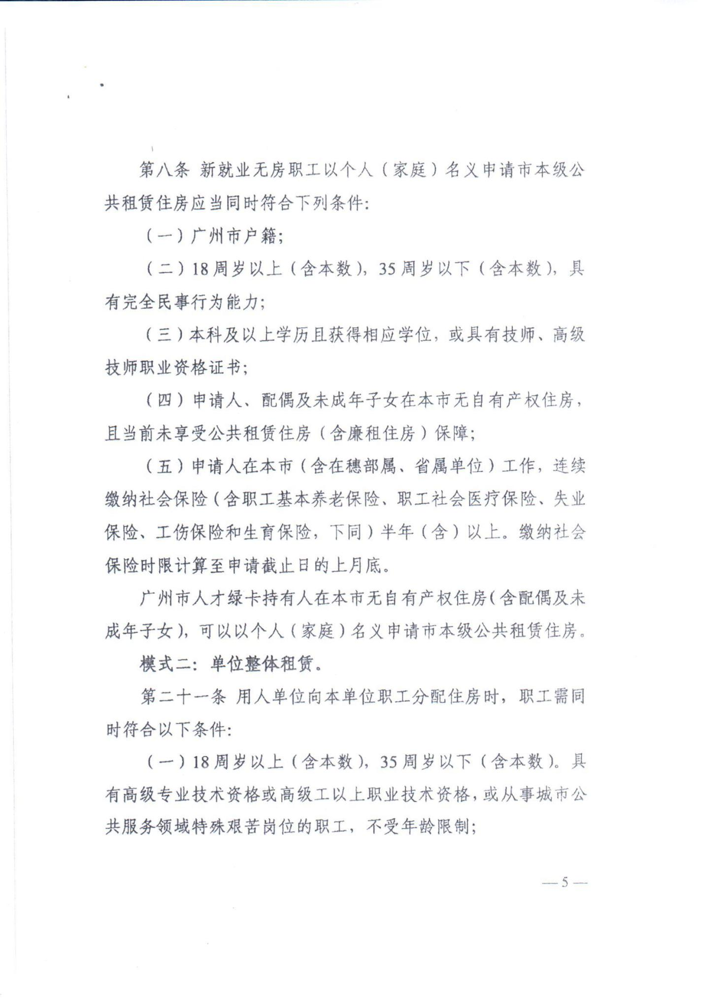 第八条 新就业无房职工以个人（家庭）名义申请市本级公
共租赁住房应当同时符合下列条件：
（一）广州市户籍；
（二）18周岁以上（含本数），35周岁以下（含本数），具
有完全民事行为能力；
（三）本科及以上学历且获得相应学位，或具有技师、高级
技师职业资格证书；
（四）申请人、配偶及未成年子女在本市无自有产权住房，
且当前未享受公共租赁住房（含廉租住房）保障；
（五）申请人在本市（含在穗部属、省属单位）工作，连续
缴纳社会保险（含职工基本养老保险、职工社会医疗保险、失业
保险、工伤保险和生育保险，下同）半年（含）以上。缴纳社会
保险时限计算至申请截止日的上月底。
广州市人才绿卡持有人在本市无自有产权住房（含配偶及未
成年子女），可以以个人（家庭）名义申请市本级公共租赁住房。
模式二：单位整体租赁。
第二十一条 用人单位向本单位职工分配住房时，职工需同
时符合以下条件：
（一）18周岁以上（含本数），35周岁以下（含本数）。具
有高级专业技术资格或高级工以上职业技术资格，或从事城市公
共服务领域特殊艰苦岗位的职工，不受年龄限制；
— 5 —